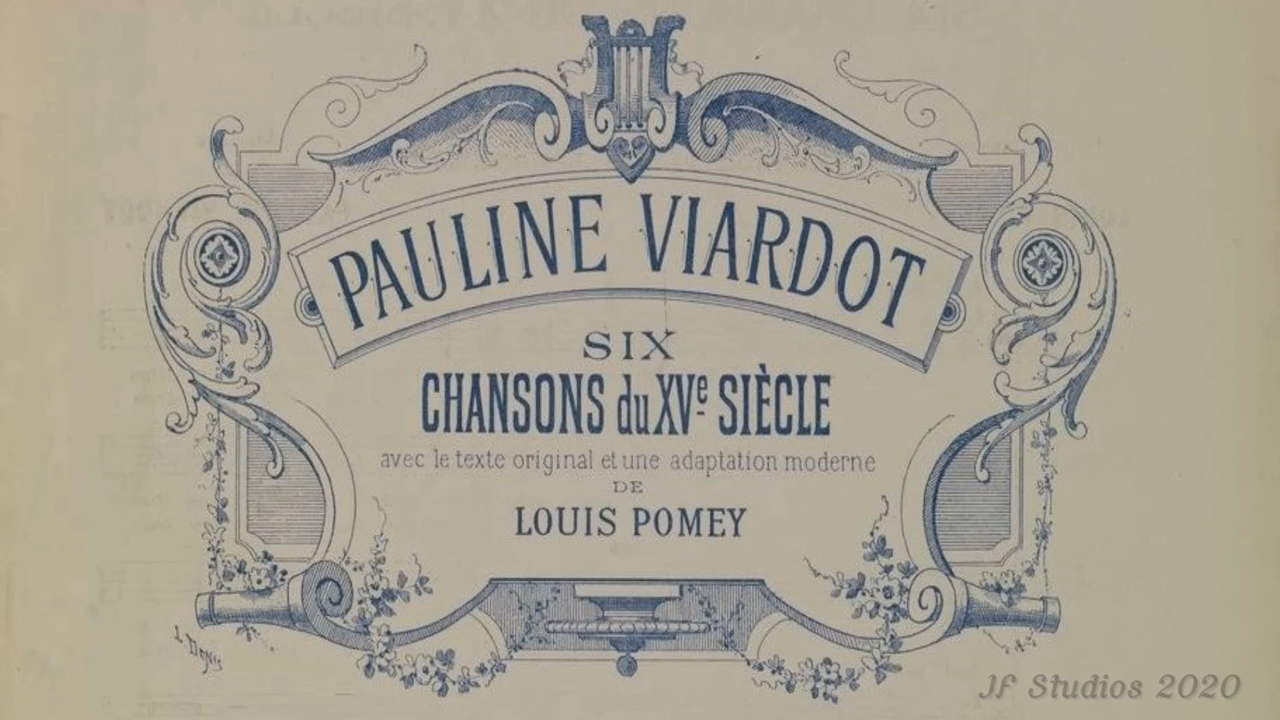 PAULINE VIARDOT
SIX
CHANSONS du XVe SIÈCLE
avec le texte original et une adaptation moderne
DE
LOUIS POMEY
JF Studios 2020